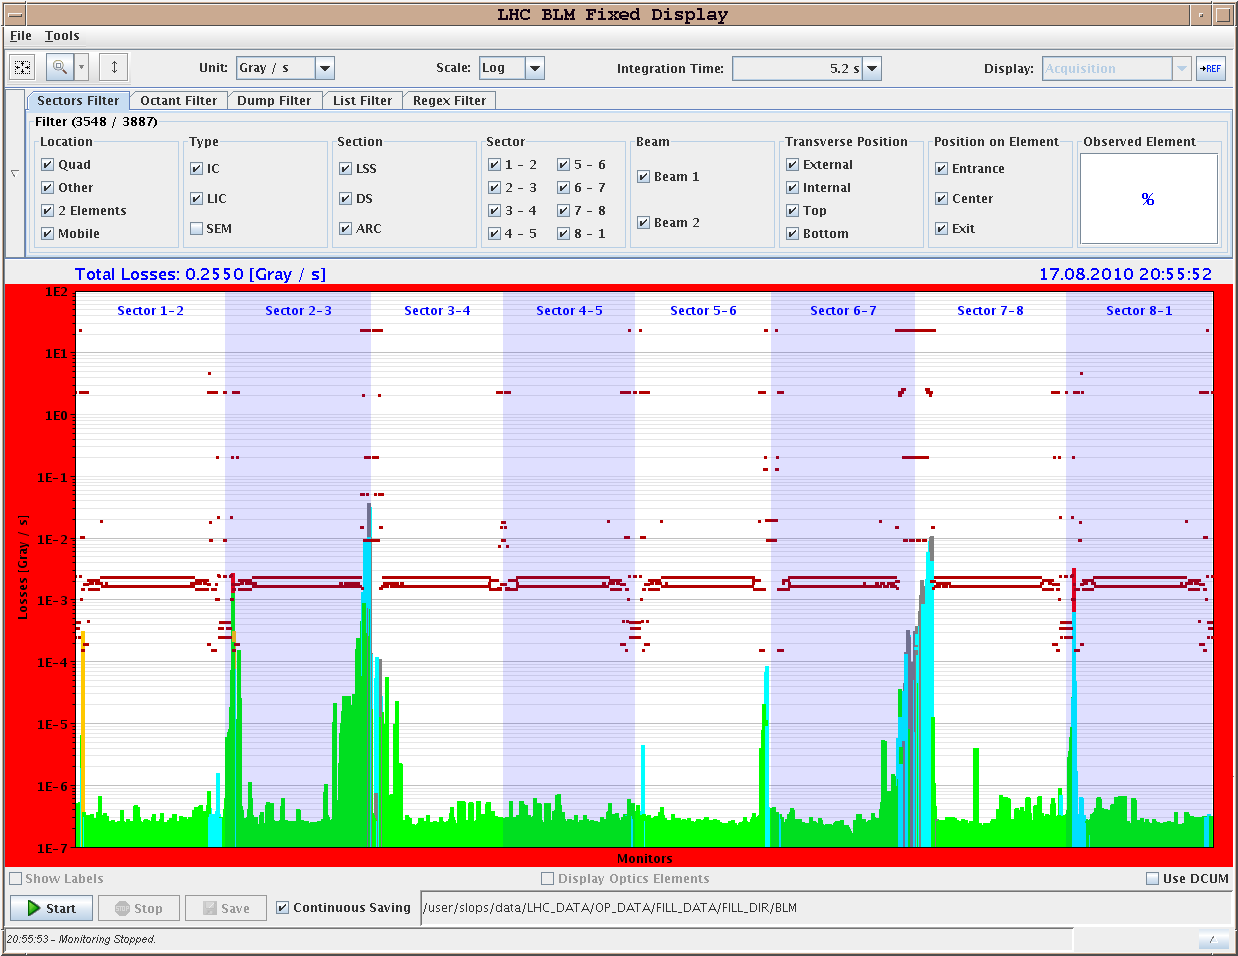 LHC BLM Fixed Display
File Tools
Unit: Gray / s Scale: Log Integration Time: 5.2 s Display: Acquisition →REF
Sectors Filter Octant Filter Dump Filter List Filter Regex Filter
Filter (3548 / 3887)
Location Type Section Sector Beam Transverse Position Position on Element Observed Element
Quad
Other
2 Elements
Mobile
IC
LIC
SEM
LSS
DS
ARC
1 - 2 5 - 6
2 - 3 6 - 7
3 - 4 7 - 8
4 - 5 8 - 1
Beam 1
Beam 2
External
Internal
Top
Bottom
Entrance
Center
Exit
%
Total Losses: 0.2550 [Gray / s] 17.08.2010 20:55:52
Sector 1-2 Sector 2-3 Sector 3-4 Sector 4-5 Sector 5-6 Sector 6-7 Sector 7-8 Sector 8-1
1E2
1E1
1E0
1E-1
1E-2
1E-3
1E-4
1E-5
1E-6
1E-7
Losses [Gray / s]
Monitors
Show Labels Display Optics Elements Use DCUM
Start STOP Stop Save Continuous Saving /user/slops/data/LHC_DATA/OP_DATA/FILL_DATA/FILL_DIR/BLM
20:55:53 - Monitoring Stopped.